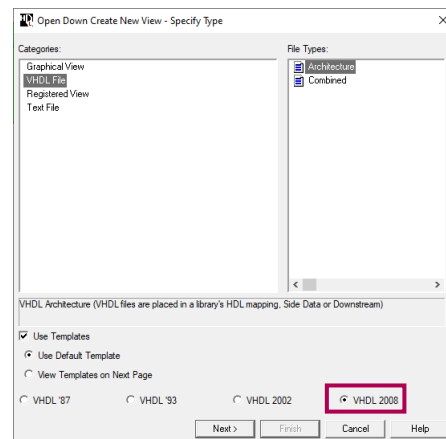 Open Down Create New View - Specify Type
Categories:
File Types:
Graphical View
VHDL File
Registered View
Text File
Architecture
Combined
VHDL Architecture (VHDL files are placed in a library's HDL mapping, Side Data or Downstream)
Use Templates
Use Default Template
View Templates on Next Page
VHDL '87 VHDL '93 VHDL 2002 VHDL 2008
Next > Finish Cancel Help